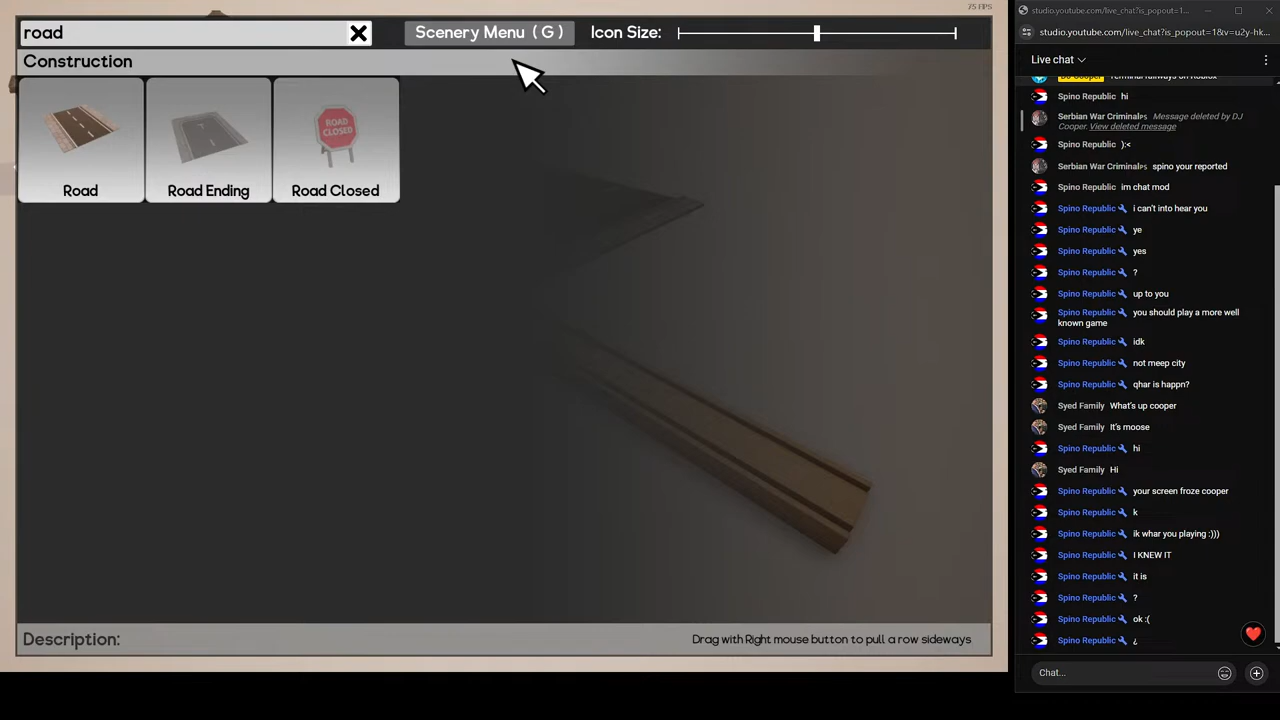 75 FPS
road
Scenery Menu ( G )
Icon Size:
Construction
Road
Road Ending
ROAD
CLOSED
Road Closed
Description:
Drag with Right mouse button to pull a row sideways.
studio.youtube.com/live_chat?is_popout=1...
studio.youtube.com/live_chat?is_popout=1&v=u2y-hk...
Live chat
DJ Cooper Terminal railways on Roblox
Spino Republic hi
Serbian War Criminals Message deleted by DJ
Cooper. View deleted message
Spino Republic ):<
Serbian War Criminals spino your reported
Spino Republic im chat mod
Spino Republic i can't into hear you
Spino Republic ye
Spino Republic yes
Spino Republic ?
Spino Republic up to you
Spino Republic you should play a more well
known game
Spino Republic idk
Spino Republic not meep city
Spino Republic qhar is happn?
Syed Family What's up cooper
Syed Family It's moose
Spino Republic hi
Syed Family Hi
Spino Republic your screen froze cooper
Spino Republic k
Spino Republic ik whar you playing :)))
Spino Republic I KNEW IT
Spino Republic it is
Spino Republic ?
Spino Republic ok :(
Spino Republic ¿
Chat...